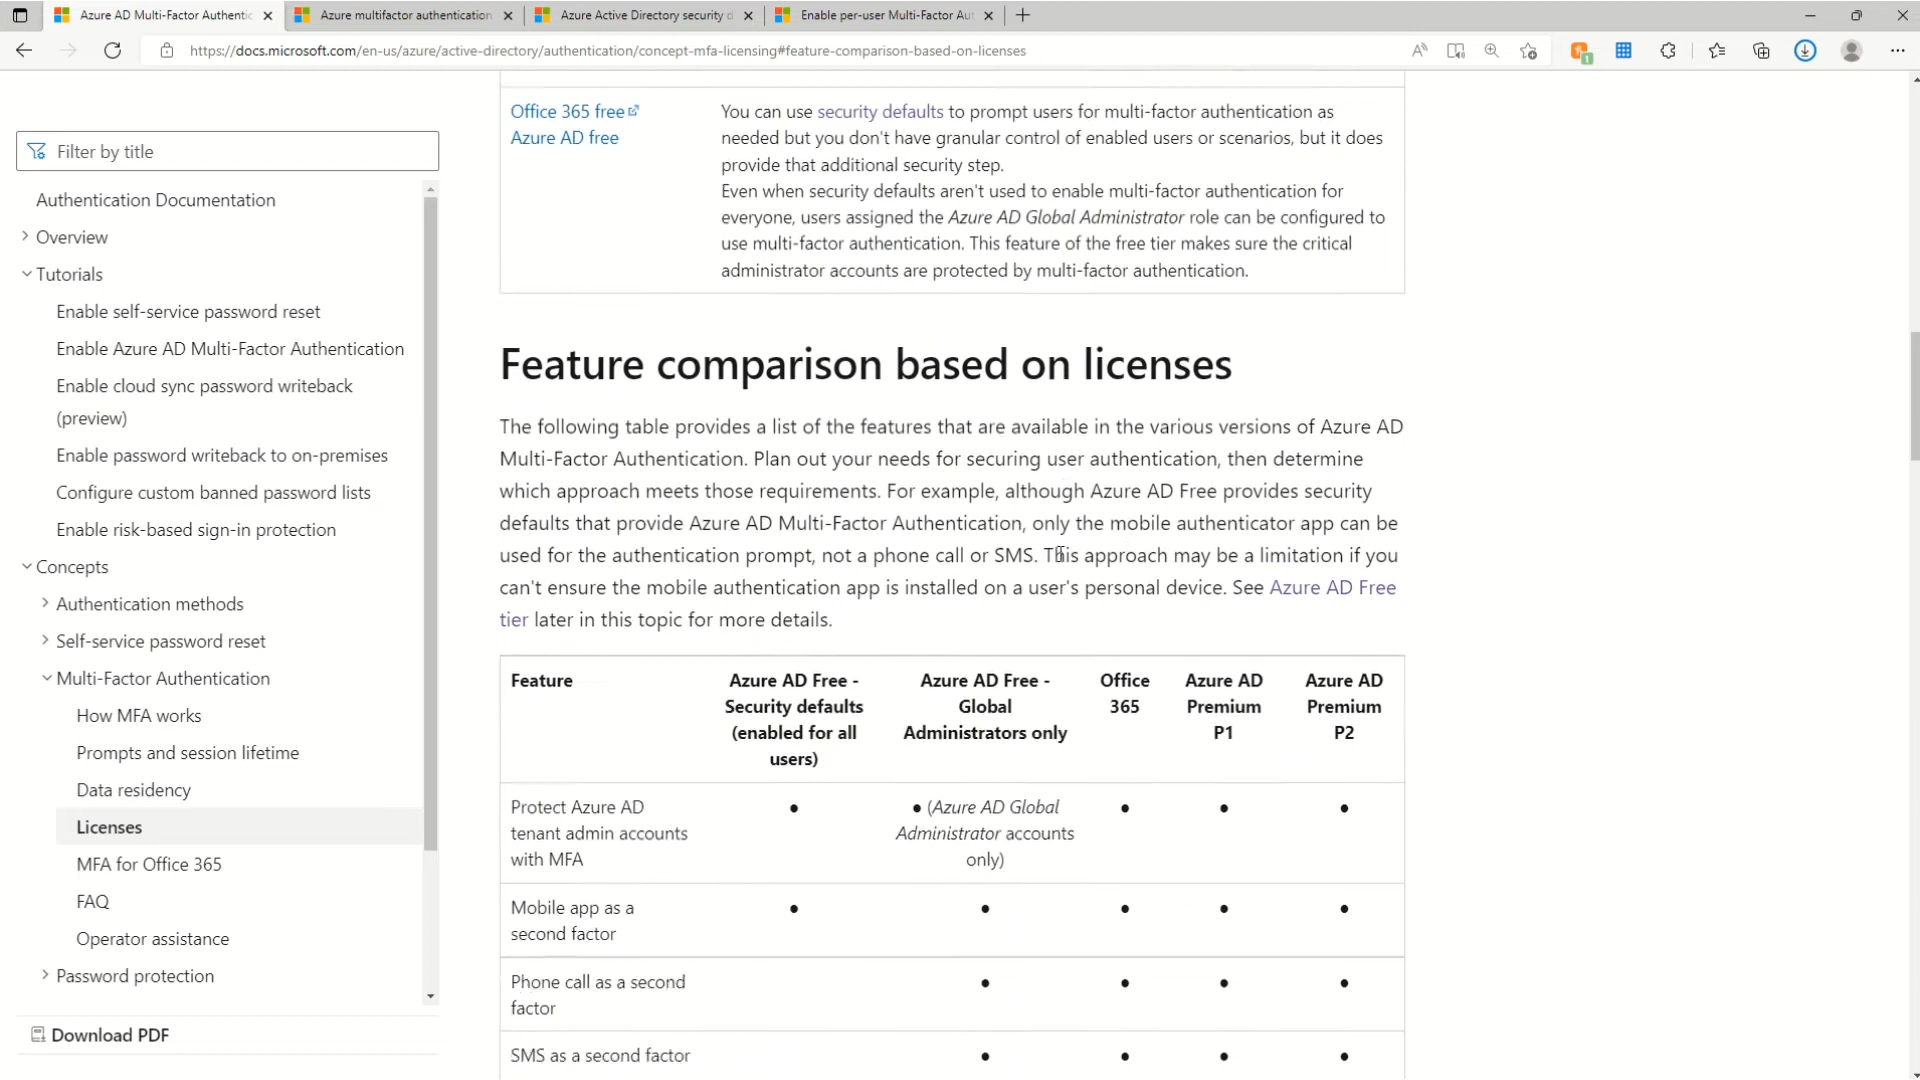 Azure AD Multi-Factor Authentic
Azure multifactor authentication
Azure Active Directory security d
Enable per-user Multi-Factor Aut
https://docs.microsoft.com/en-us/azure/active-directory/authentication/concept-mfa-licensing#feature-comparison-based-on-licenses
1
Filter by title
Authentication Documentation
Overview
Tutorials
Enable self-service password reset
Enable Azure AD Multi-Factor Authentication
Enable cloud sync password writeback
(preview)
Enable password writeback to on-premises
Configure custom banned password lists
Enable risk-based sign-in protection
Concepts
Authentication methods
Self-service password reset
Multi-Factor Authentication
How MFA works
Prompts and session lifetime
Data residency
Licenses
MFA for Office 365
FAQ
Operator assistance
Password protection
Download PDF
Office 365 free
Azure AD free
You can use security defaults to prompt users for multi-factor authentication as
needed but you don't have granular control of enabled users or scenarios, but it does
provide that additional security step.
Even when security defaults aren't used to enable multi-factor authentication for
everyone, users assigned the Azure AD Global Administrator role can be configured to
use multi-factor authentication. This feature of the free tier makes sure the critical
administrator accounts are protected by multi-factor authentication.
Feature comparison based on licenses
The following table provides a list of the features that are available in the various versions of Azure AD
Multi-Factor Authentication. Plan out your needs for securing user authentication, then determine
which approach meets those requirements. For example, although Azure AD Free provides security
defaults that provide Azure AD Multi-Factor Authentication, only the mobile authenticator app can be
used for the authentication prompt, not a phone call or SMS. This approach may be a limitation if you
can't ensure the mobile authentication app is installed on a user's personal device. See Azure AD Free
tier later in this topic for more details.
Feature
Azure AD Free -
Security defaults
(enabled for all
users)
Azure AD Free -
Global
Administrators only
Office
365
Azure AD
Premium
P1
Azure AD
Premium
P2
Protect Azure AD
tenant admin accounts
with MFA
●
● (Azure AD Global
Administrator accounts
only)
●
●
●
Mobile app as a
second factor
●
●
●
●
●
Phone call as a second
factor
●
●
●
●
SMS as a second factor
●
●
●
●